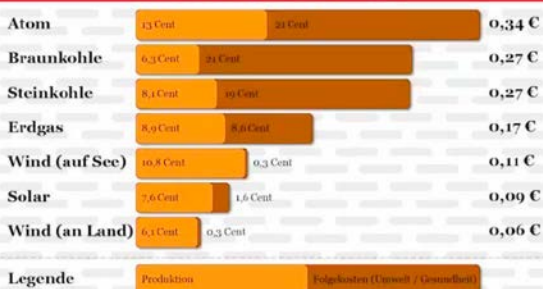 Atom 13 Cent 21 Cent 0,34 €
Braunkohle 6,3 Cent 21 Cent 0,27 €
Steinkohle 8,1 Cent 19 Cent 0,27 €
Erdgas 8,9 Cent 8,6 Cent 0,17 €
Wind (auf See) 10,8 Cent 0,3 Cent 0,11 €
Solar 7,6 Cent 1,6 Cent 0,09 €
Wind (an Land) 6,1 Cent 0,3 Cent 0,06 €
Legende Produktion Folgekosten (Umwelt / Gesundheit)